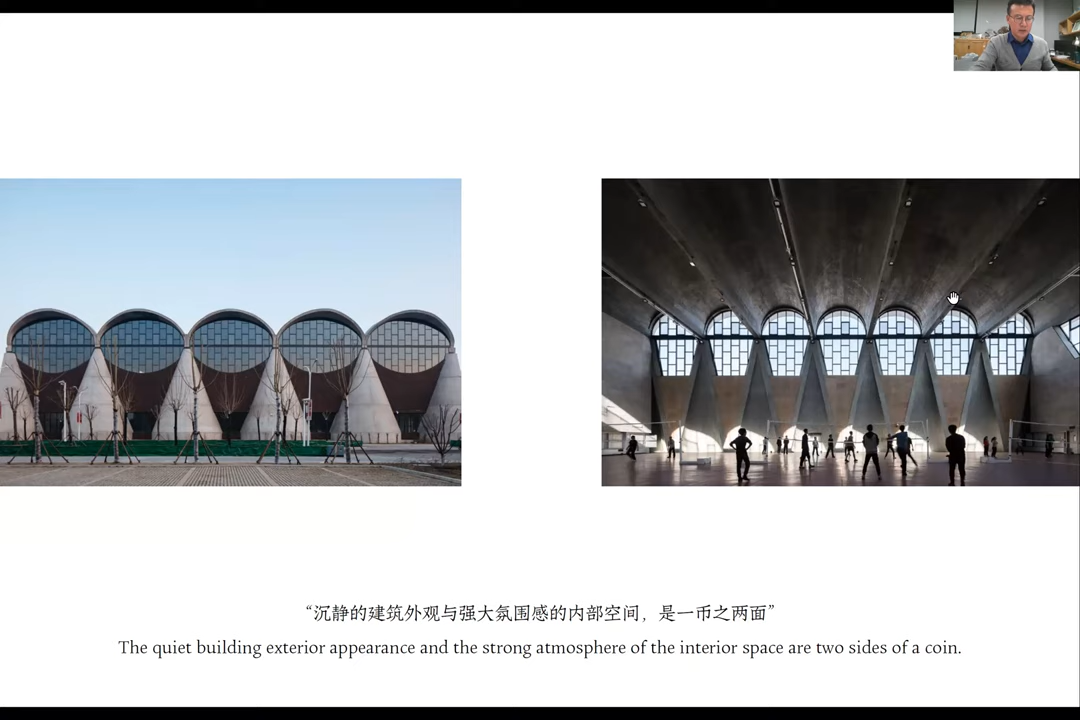 “沉静的建筑外观与强大氛围感的内部空间，是一币之两面”
The quiet building exterior appearance and the strong atmosphere of the interior space are two sides of a coin.